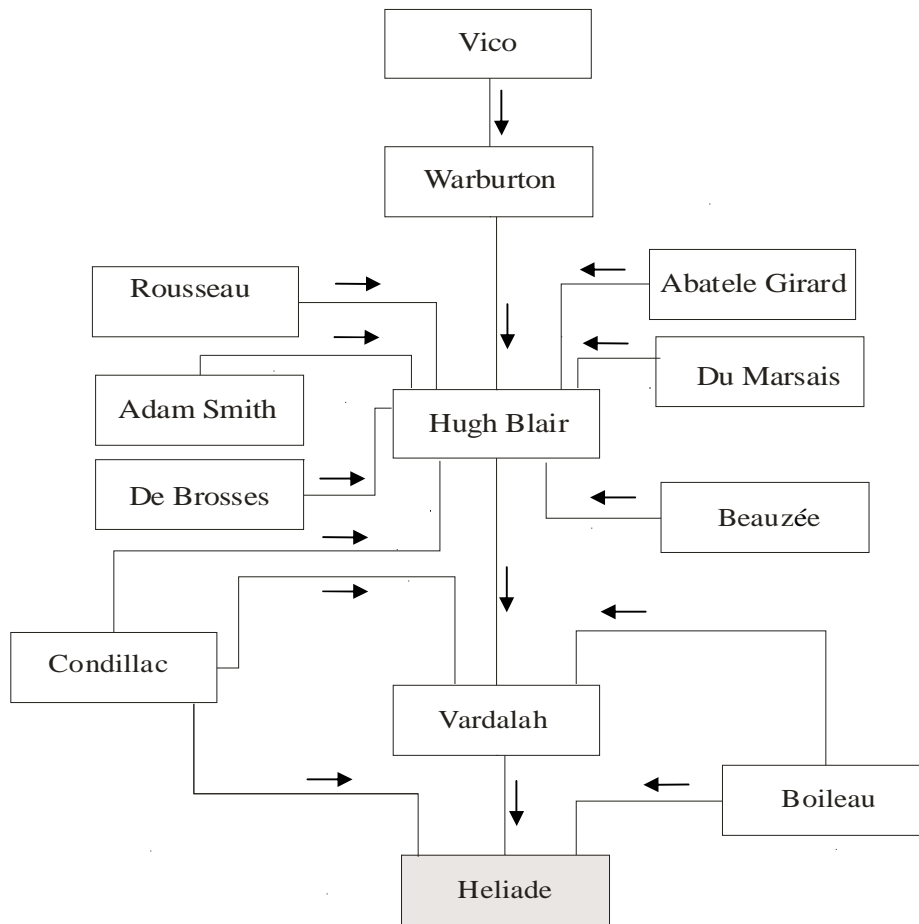 Vico
Warburton
Rousseau
Abatele Girard
Du Marsais
Adam Smith
Hugh Blair
De Brosses
Beauzée
Condillac
Vardalah
Boileau
Heliade